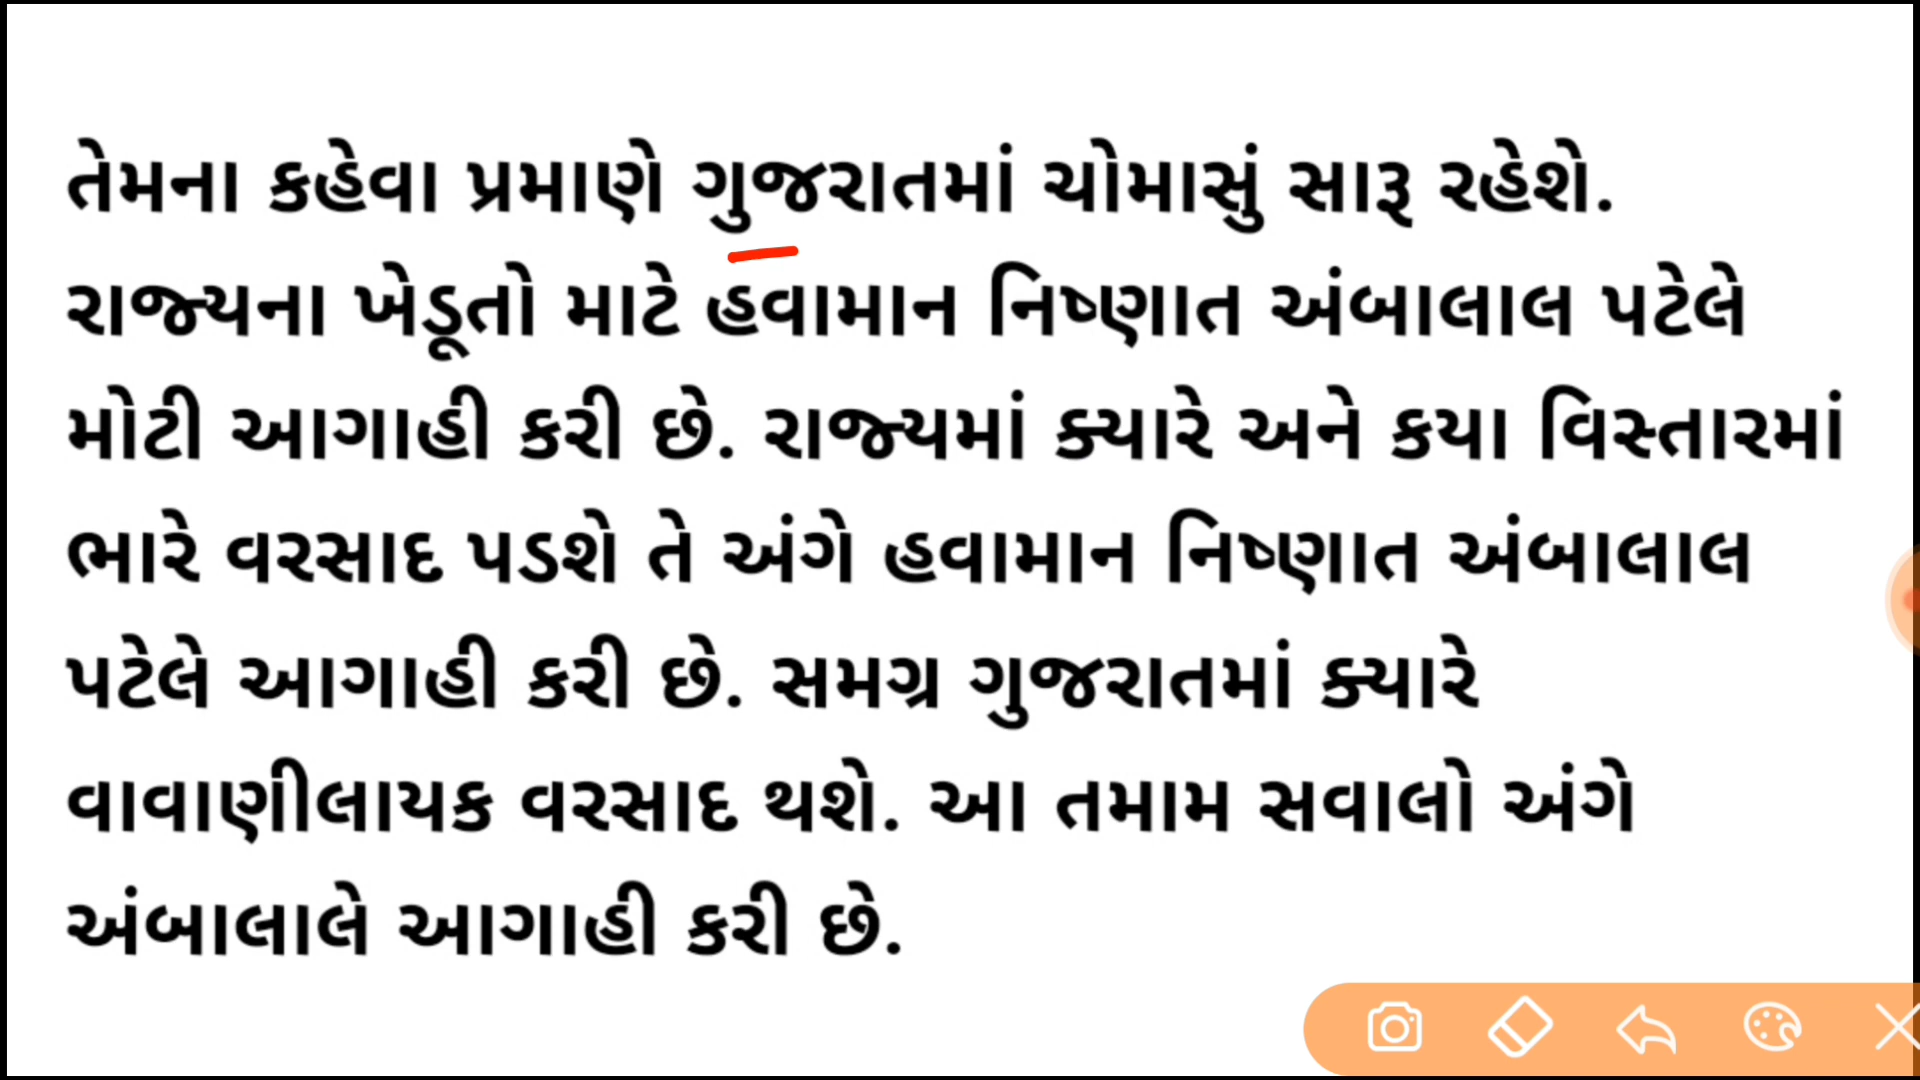 તેમના કહેવા પ્રમાણે ગુજરાતમાં ચોમાસું સારૂ રહેશે.
રાજ્યના ખેડૂતો માટે હવામાન નિષ્ણાત અંબાલાલ પટેલે
મોટી આગાહી કરી છે. રાજ્યમાં ક્યારે અને કયા વિસ્તારમાં
ભારે વરસાદ પડશે તે અંગે હવામાન નિષ્ણાત અંબાલાલ
પટેલે આગાહી કરી છે. સમગ્ર ગુજરાતમાં ક્યારે
વાવાણીલાયક વરસાદ થશે. આ તમામ સવાલો અંગે
અંબાલાલે આગાહી કરી છે.